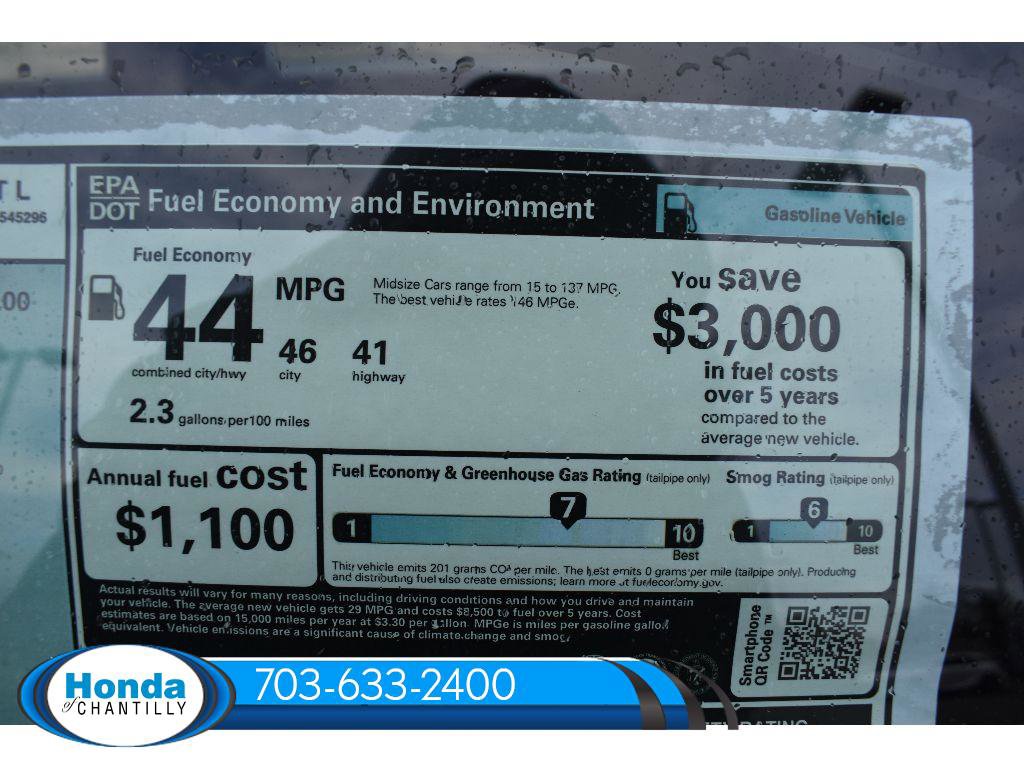 T L
545296
.00
EPA
DOT
Fuel Economy and Environment
Gasoline Vehicle
Fuel Economy
44 MPG
combined city/hwy
46
city
41
highway
2.3 gallons per 100 miles
Midsize Cars range from 15 to 137 MPG.
The best vehicle rates 146 MPGe.
You save
$3,000
in fuel costs
over 5 years
compared to the
average new vehicle.
Annual fuel cost
$1,100
Fuel Economy & Greenhouse Gas Rating (tailpipe only)
1
7
10
Best
Smog Rating (tailpipe only)
1
6
10
Best
This vehicle emits 201 grams CO² per mile. The best emits 0 grams per mile (tailpipe only). Producing
and distributing fuel also create emissions; learn more at fueleconomy.gov.
Actual results will vary for many reasons, including driving conditions and how you drive and maintain
your vehicle. The average new vehicle gets 29 MPG and costs $8,500 to fuel over 5 years. Cost
estimates are based on 15,000 miles per year at $3.30 per gallon. MPGe is miles per gasoline gallon
equivalent. Vehicle emissions are a significant cause of climate change and smog.
Smartphone
QR Code™
Honda
of CHANTILLY
703-633-2400
RATING